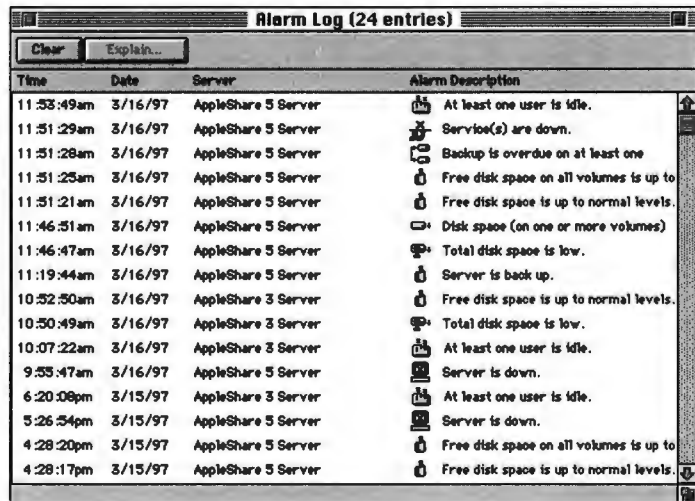 Alarm Log (24 entries)
Clear Explain...
Time Date Server Alarm Description
11:53:49am 3/16/97 AppleShare 5 Server At least one user is idle.
11:51:29am 3/16/97 AppleShare 5 Server Service(s) are down.
11:51:28am 3/16/97 AppleShare 5 Server Backup is overdue on at least one
11:51:25am 3/16/97 AppleShare 5 Server Free disk space on all volumes is up to
11:51:21am 3/16/97 AppleShare 5 Server Free disk space is up to normal levels.
11:46:51am 3/16/97 AppleShare 5 Server Disk space (on one or more volumes)
11:46:47am 3/16/97 AppleShare 5 Server Total disk space is low.
11:19:44am 3/16/97 AppleShare 5 Server Server is back up.
10:52:50am 3/16/97 AppleShare 3 Server Free disk space is up to normal levels.
10:50:49am 3/16/97 AppleShare 3 Server Total disk space is low.
10:07:22am 3/16/97 AppleShare 3 Server At least one user is idle.
9:55:47am 3/16/97 AppleShare 5 Server Server is down.
6:20:08pm 3/15/97 AppleShare 3 Server At least one user is idle.
5:26:54pm 3/15/97 AppleShare 5 Server Server is down.
4:28:20pm 3/15/97 AppleShare 5 Server Free disk space on all volumes is up to
4:28:17pm 3/15/97 AppleShare 5 Server Free disk space is up to normal levels.